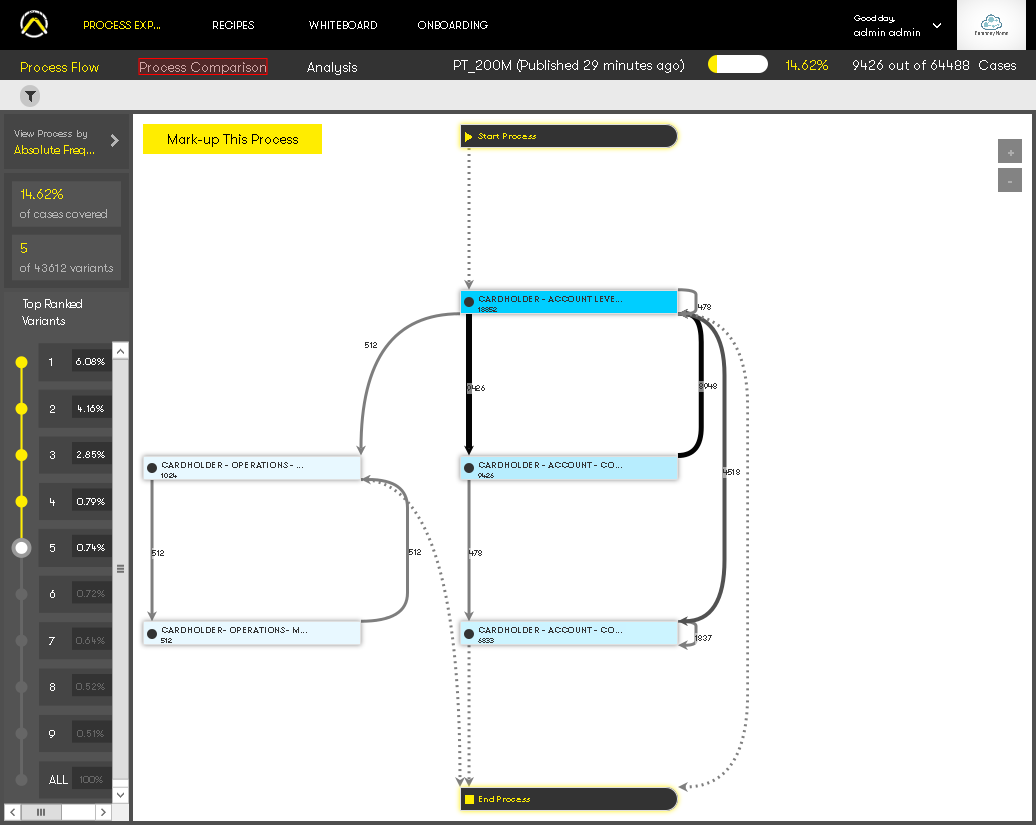 PROCESS EXP...
RECIPES
WHITEBOARD
ONBOARDING
Good day,
admin admin
Company Name
Process Flow
Process Comparison
Analysis
PT_200M (Published 29 minutes ago)
14.62%
9426 out of 64488 Cases
View Process by
Absolute Freq...
14.62%
of cases covered
5
of 43612 variants
Top Ranked
Variants
1 6.08%
2 4.16%
3 2.85%
4 0.79%
5 0.74%
6 0.72%
7 0.64%
8 0.52%
9 0.51%
ALL 100%
Mark-up This Process
+
-
Start Process
CARDHOLDER - ACCOUNT LEVE...
13852
478
512
9426
3948
4518
CARDHOLDER - OPERATIONS - ...
1024
CARDHOLDER - ACCOUNT - CO...
9426
512
512
478
CARDHOLDER- OPERATIONS- M...
512
CARDHOLDER - ACCOUNT - CO...
6833
1837
End Process